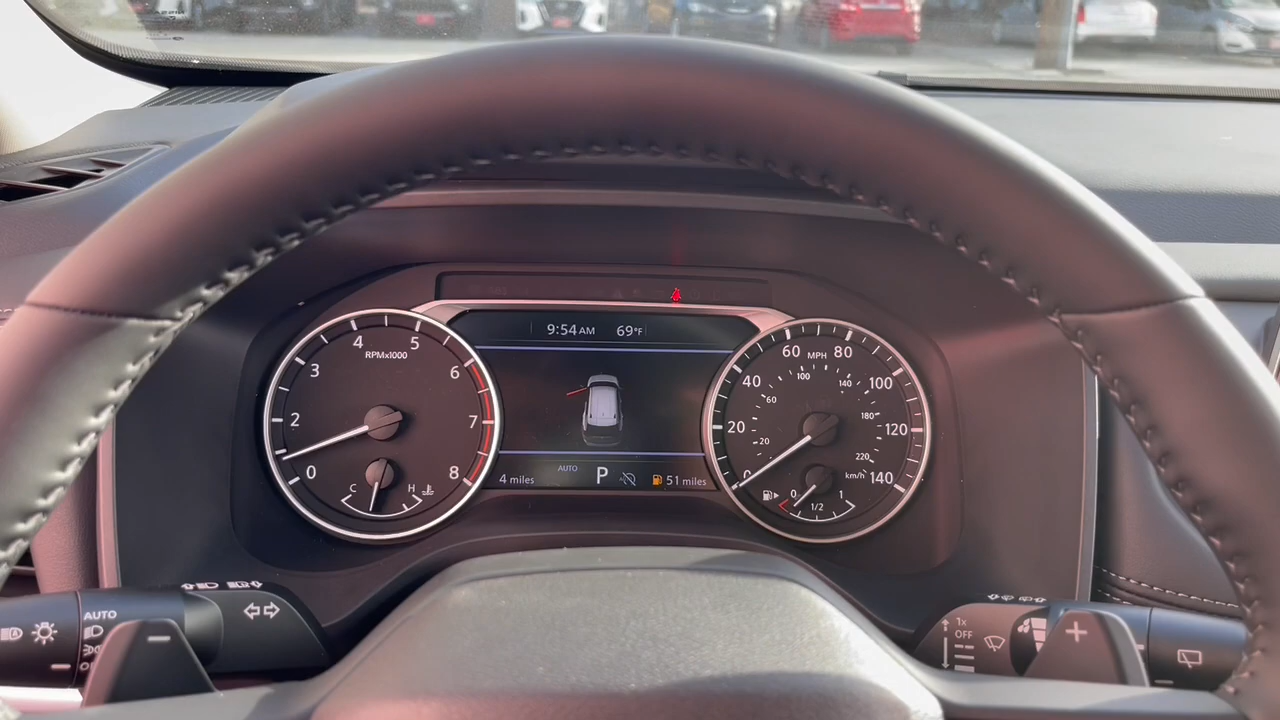 9:54 AM 69°F
4 5
RPMx1000
3 6
2 7
0 8
C H
60 MPH 80
40 100
20 120
0 140
100 140
60 180
20 220
km/h
0 1
1/2
AUTO
4 miles P 51 miles
AUTO
1x
OFF